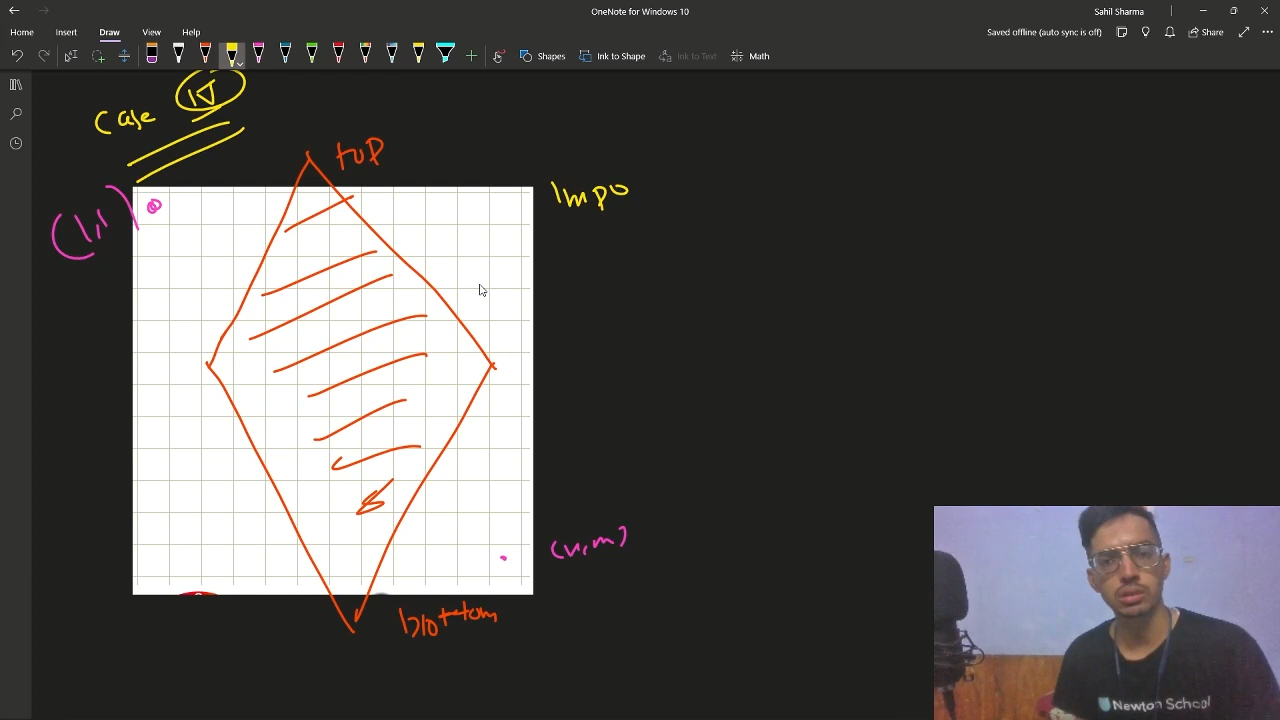 OneNote for Windows 10
Sahil Sharma
Home Insert Draw View Help
Saved offline (auto sync is off)
Share
Shapes
Ink to Shape
Ink to Text
Math
Case IV
top
(1,1)
Impo
(n,m)
bottom
Newton School